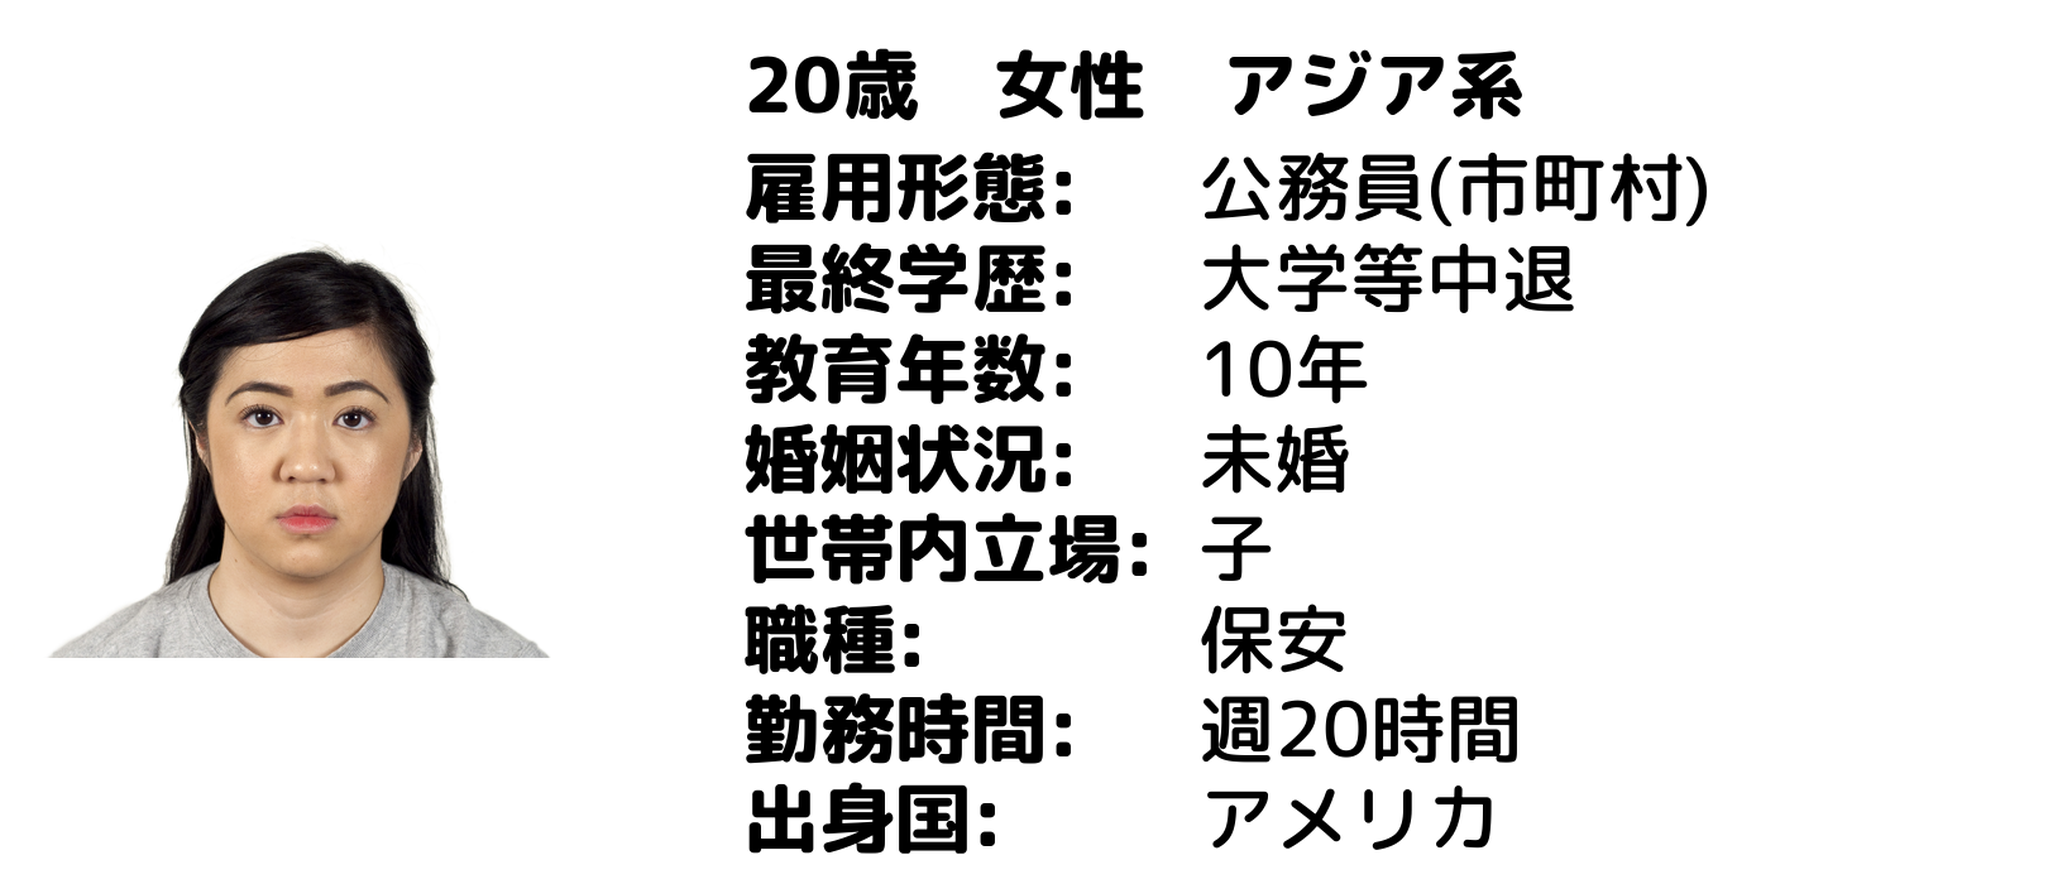 20歳　女性　アジア系
雇用形態: 公務員(市町村)
最終学歴: 大学等中退
教育年数: 10年
婚姻状況: 未婚
世帯内立場: 子
職種: 保安
勤務時間: 週20時間
出身国: アメリカ